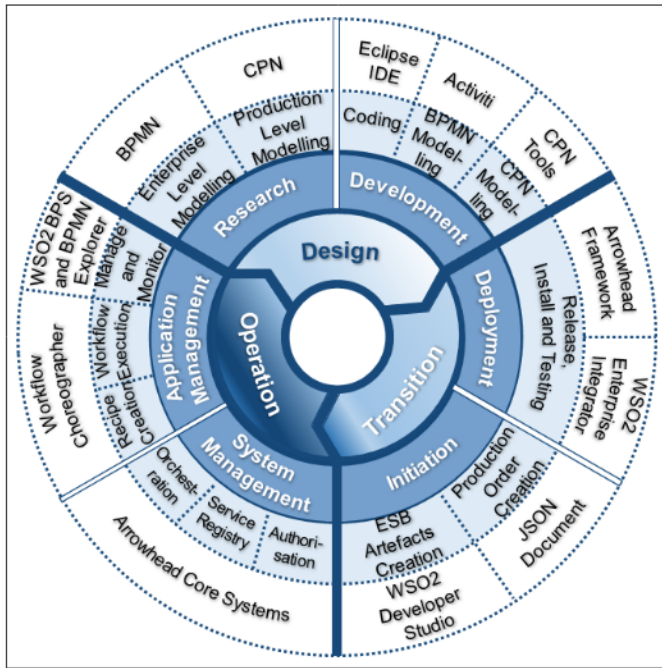 Design
Transition
Operation
Research
Development
Deployment
Initiation
System
Management
Application
Management
Enterprise
Level
Modelling
Production
Level
Modelling
Coding
BPMN
Model-
ling
CPN
Model-
ling
Release,
Install and Testing
Production
Order
Creation
ESB
Artefacts
Creation
Authori-
sation
Service
Registry
Orchest-
ration
Recipe
Creation
Workflow
Execution
Manage
and
Monitor
BPMN
CPN
Eclipse
IDE
Activiti
CPN
Tools
Arrowhead
Framework
WSO2
Enterprise
Integrator
JSON
Document
WSO2
Developer
Studio
Arrowhead Core Systems
Workflow
Choreographer
WSO2 BPS
and BPMN
Explorer